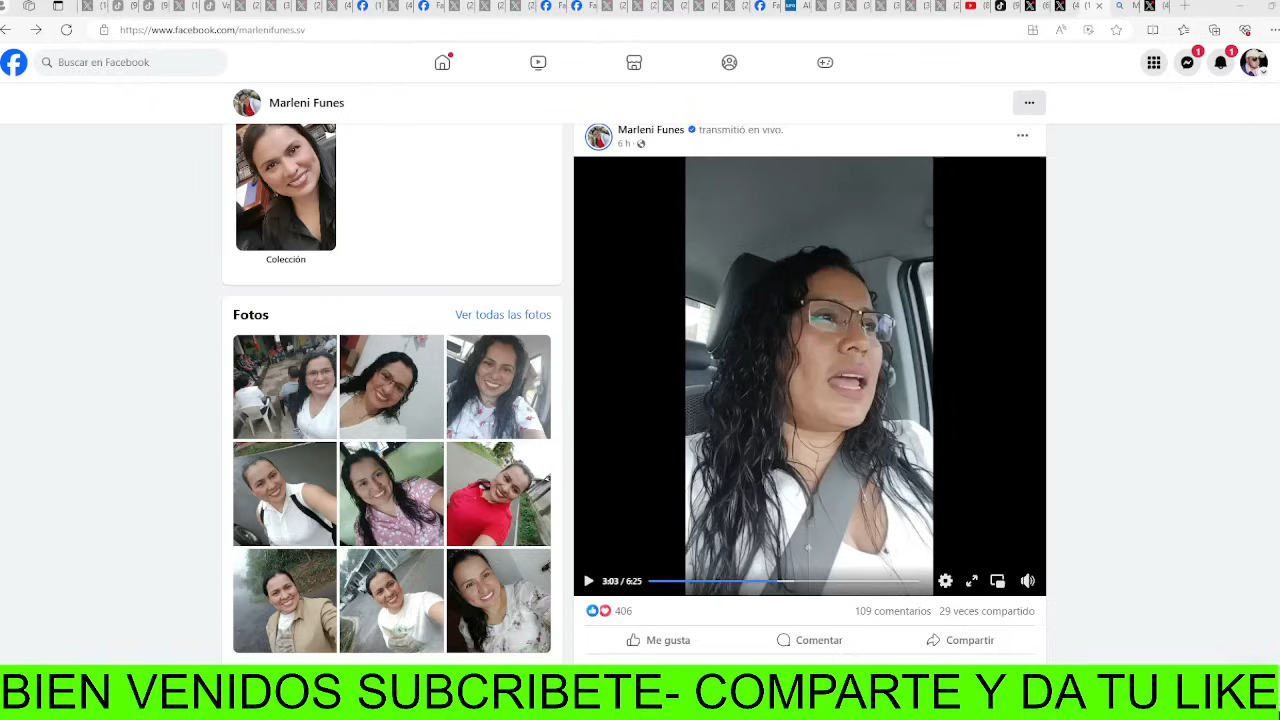 https://www.facebook.com/marlenifunes.sv
Buscar en Facebook
1
1
Marleni Funes
Colección
Fotos
Ver todas las fotos
Marleni Funes transmitió en vivo.
6 h
3:03 / 6:25
406
109 comentarios 29 veces compartido
Me gusta Comentar Compartir
BIEN VENIDOS SUBCRIBETE- COMPARTE Y DA TU LIKE